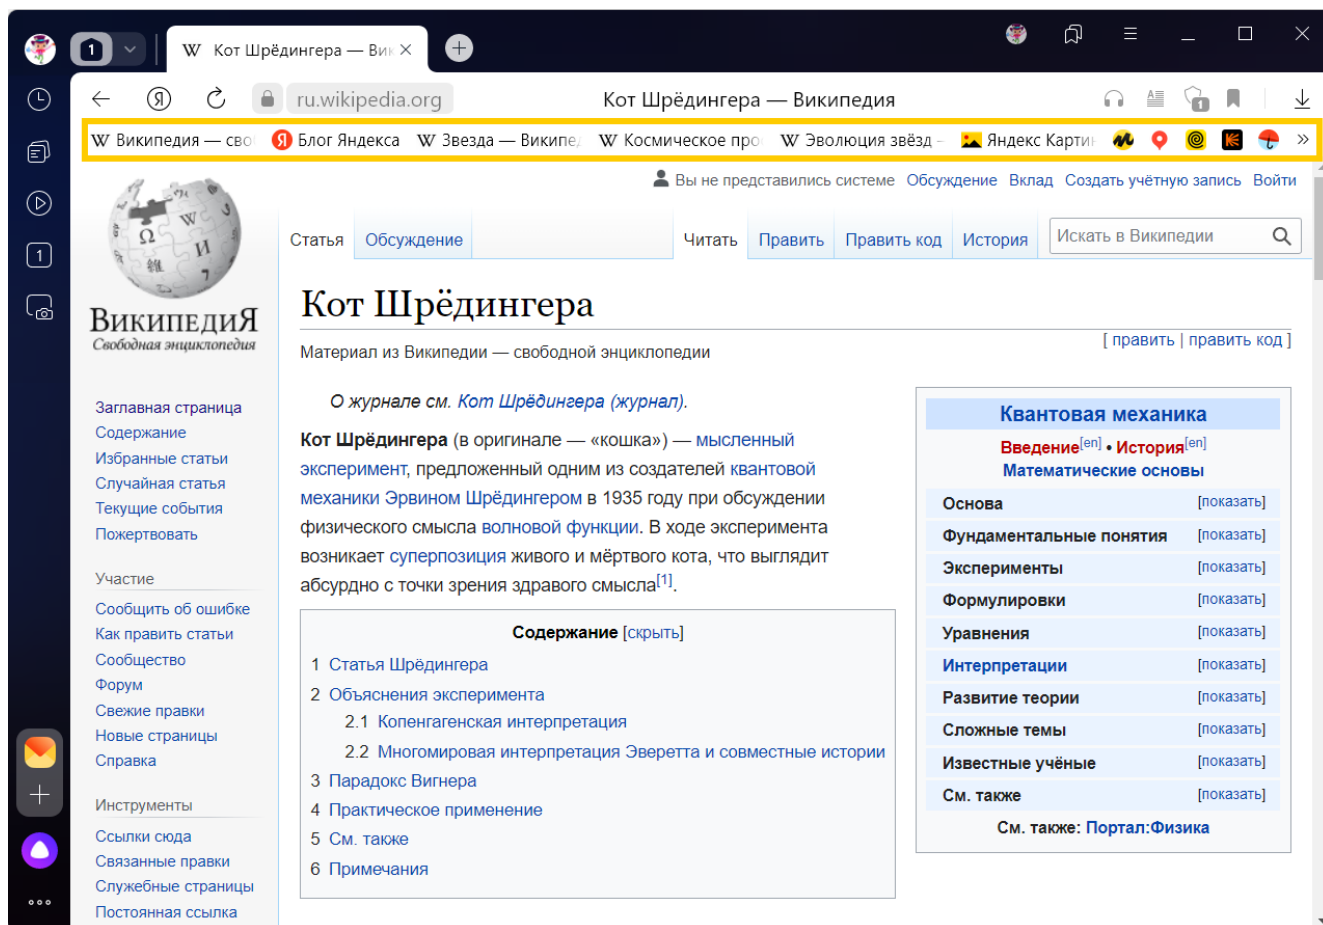 1
W Кот Шрёдингера — Вик
Я
ru.wikipedia.org
Кот Шрёдингера — Википедия
1
W Википедия — сво
Я Блог Яндекса
W Звезда — Википе
W Космическое про
W Эволюция звёзд -
Яндекс Карти
Вы не представились системе Обсуждение Вклад Создать учётную запись Войти
1
Статья Обсуждение
Читать Править Править код История
Искать в Википедии
Ω W И 7
ВикипедиЯ
Свободная энциклопедия
Заглавная страница
Содержание
Избранные статьи
Случайная статья
Текущие события
Пожертвовать
Участие
Сообщить об ошибке
Как править статьи
Сообщество
Форум
Свежие правки
Новые страницы
Справка
Инструменты
Ссылки сюда
Связанные правки
Служебные страницы
Постоянная ссылка
Кот Шрёдингера
[ править | править код ]
Материал из Википедии — свободной энциклопедии
О журнале см. Кот Шрёдингера (журнал).
Кот Шрёдингера (в оригинале — «кошка») — мысленный
эксперимент, предложенный одним из создателей квантовой
механики Эрвином Шрёдингером в 1935 году при обсуждении
физического смысла волновой функции. В ходе эксперимента
возникает суперпозиция живого и мёртвого кота, что выглядит
абсурдно с точки зрения здравого смысла[1].
Содержание [скрыть]
1 Статья Шрёдингера
2 Объяснения эксперимента
2.1 Копенгагенская интерпретация
2.2 Многомировая интерпретация Эверетта и совместные истории
3 Парадокс Вигнера
4 Практическое применение
5 См. также
6 Примечания
Квантовая механика
Введение[en] • История[en]
Математические основы
Основа [показать]
Фундаментальные понятия [показать]
Эксперименты [показать]
Формулировки [показать]
Уравнения [показать]
Интерпретации [показать]
Развитие теории [показать]
Сложные темы [показать]
Известные учёные [показать]
См. также [показать]
См. также: Портал:Физика